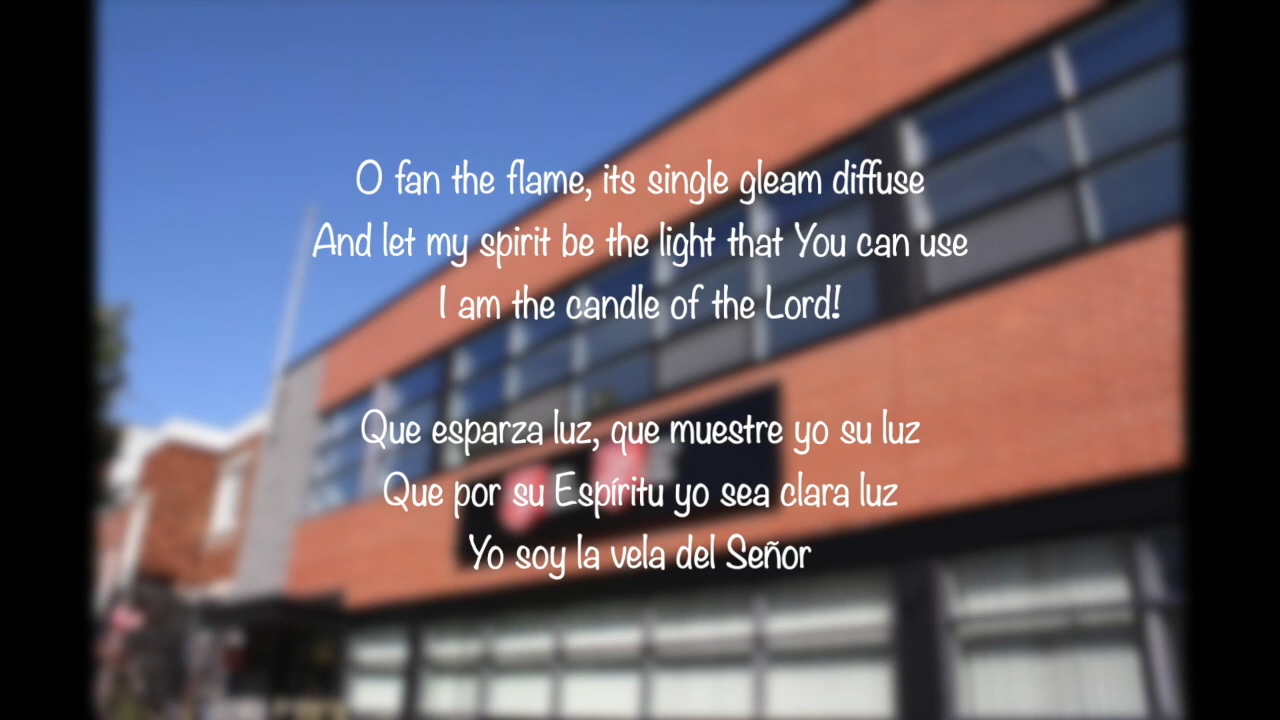 O fan the flame, its single gleam diffuse
And let my spirit be the light that You can use
I am the candle of the Lord!
Que esparza luz, que muestre yo su luz
Que por su Espíritu yo sea clara luz
Yo soy la vela del Señor